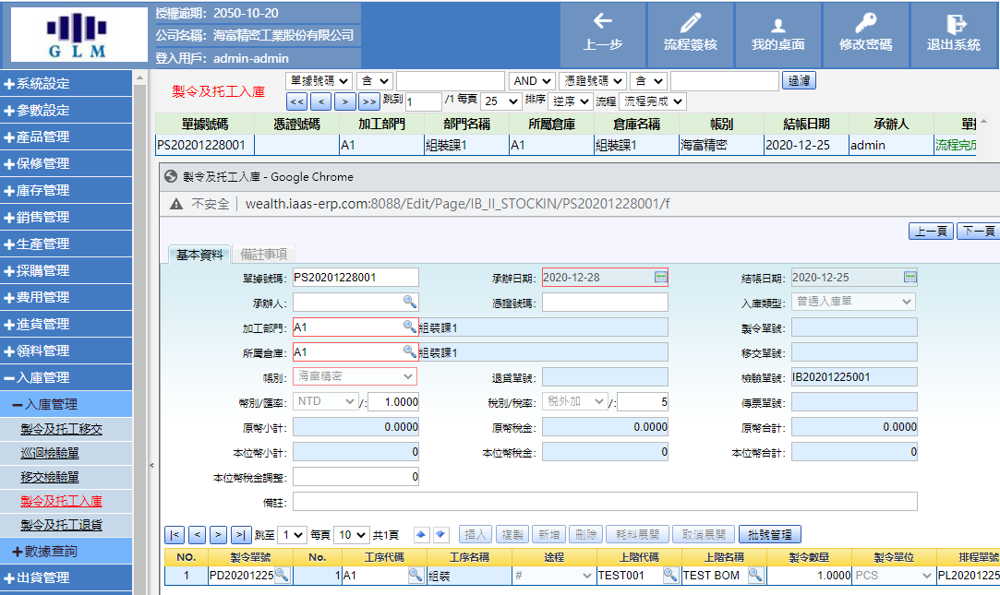 GLM
授權逾期：2050-10-20
公司名稱：海富精密工業股份有限公司
登入用戶：admin-admin
上一步
流程簽核
我的桌面
修改密碼
退出系統
系統設定
參數設定
產品管理
保修管理
庫存管理
銷售管理
生產管理
採購管理
費用管理
進貨管理
領料管理
入庫管理
入庫管理
製令及托工移交
巡迴檢驗單
移交檢驗單
製令及托工入庫
製令及托工退貨
數據查詢
出貨管理
製令及托工入庫
單據號碼 含 AND 憑證號碼 含 過濾
<< < > >> 跳到 1 /1 每頁 25 排序 逆序 流程 流程完成
單據號碼 憑證號碼 加工部門 部門名稱 所屬倉庫 倉庫名稱 帳別 結帳日期 承辦人 單據
PS20201228001 A1 組裝課1 A1 組裝課1 海富精密 2020-12-25 admin 流程完成
製令及托工入庫 - Google Chrome
不安全 | wealth.iaas-erp.com:8088/Edit/Page/IB_II_STOCKIN/PS20201228001/f
上一頁 下一頁
基本資料 備註事項
單據號碼: PS20201228001 承辦日期: 2020-12-28 結帳日期: 2020-12-25
承辦人: 憑證號碼: 入庫類型: 普通入庫單
加工部門: A1 組裝課1 製令單號:
所屬倉庫: A1 組裝課1 移交單號:
帳別: 海富精密 退貨單號: 檢驗單號: IB20201225001
幣別/匯率: NTD /: 1.0000 稅別/稅率: 稅外加 /: 5 傳票單號:
原幣小計: 0.0000 原幣稅金: 0.0000 原幣合計: 0.0000
本位幣小計: 0 本位幣稅金: 0 本位幣合計: 0
本位幣稅金調整: 0
備註:
|< < > >| 跳至 1 每頁 10 共1頁 插入 複製 新增 刪除 耗料展開 取消展開 批號管理
NO. 製令單號 No. 工序代碼 工序名稱 途程 上階代碼 上階名稱 製令數量 製令單位 排程單號
1 PD20201225 1 A1 組裝 # TEST001 TEST BOM 1.0000 PCS PL20201225